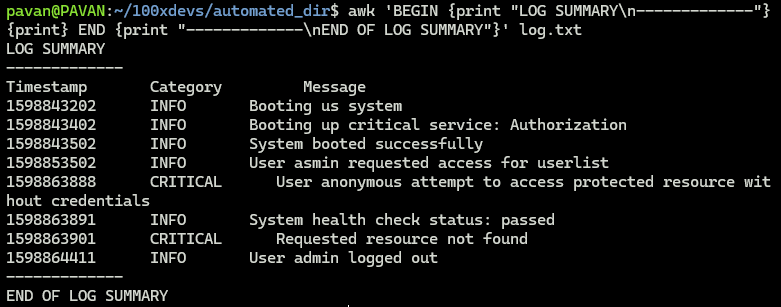 pavan@PAVAN:~/100xdevs/automated_dir$ awk 'BEGIN {print "LOG SUMMARY\n-------------"}
{print} END {print "-------------\nEND OF LOG SUMMARY"}' log.txt
LOG SUMMARY
-------------
Timestamp       Category         Message
1598843202      INFO       Booting us system
1598843402      INFO       Booting up critical service: Authorization
1598843502      INFO       System booted successfully
1598853502      INFO       User asmin requested access for userlist
1598863888      CRITICAL      User anonymous attempt to access protected resource wit
hout credentials
1598863891      INFO       System health check status: passed
1598863901      CRITICAL      Requested resource not found
1598864411      INFO       User admin logged out
-------------
END OF LOG SUMMARY